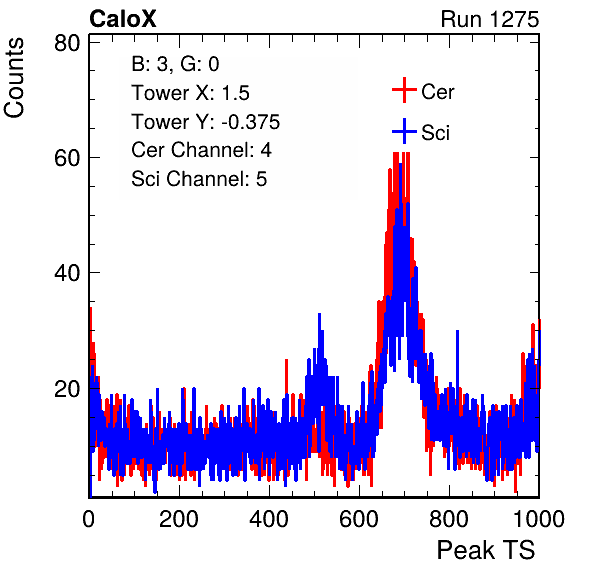 CaloX Run 1275
Counts
80
60
40
20
B: 3, G: 0
Tower X: 1.5
Tower Y: -0.375
Cer Channel: 4
Sci Channel: 5
Cer
Sci
0 200 400 600 800 1000
Peak TS